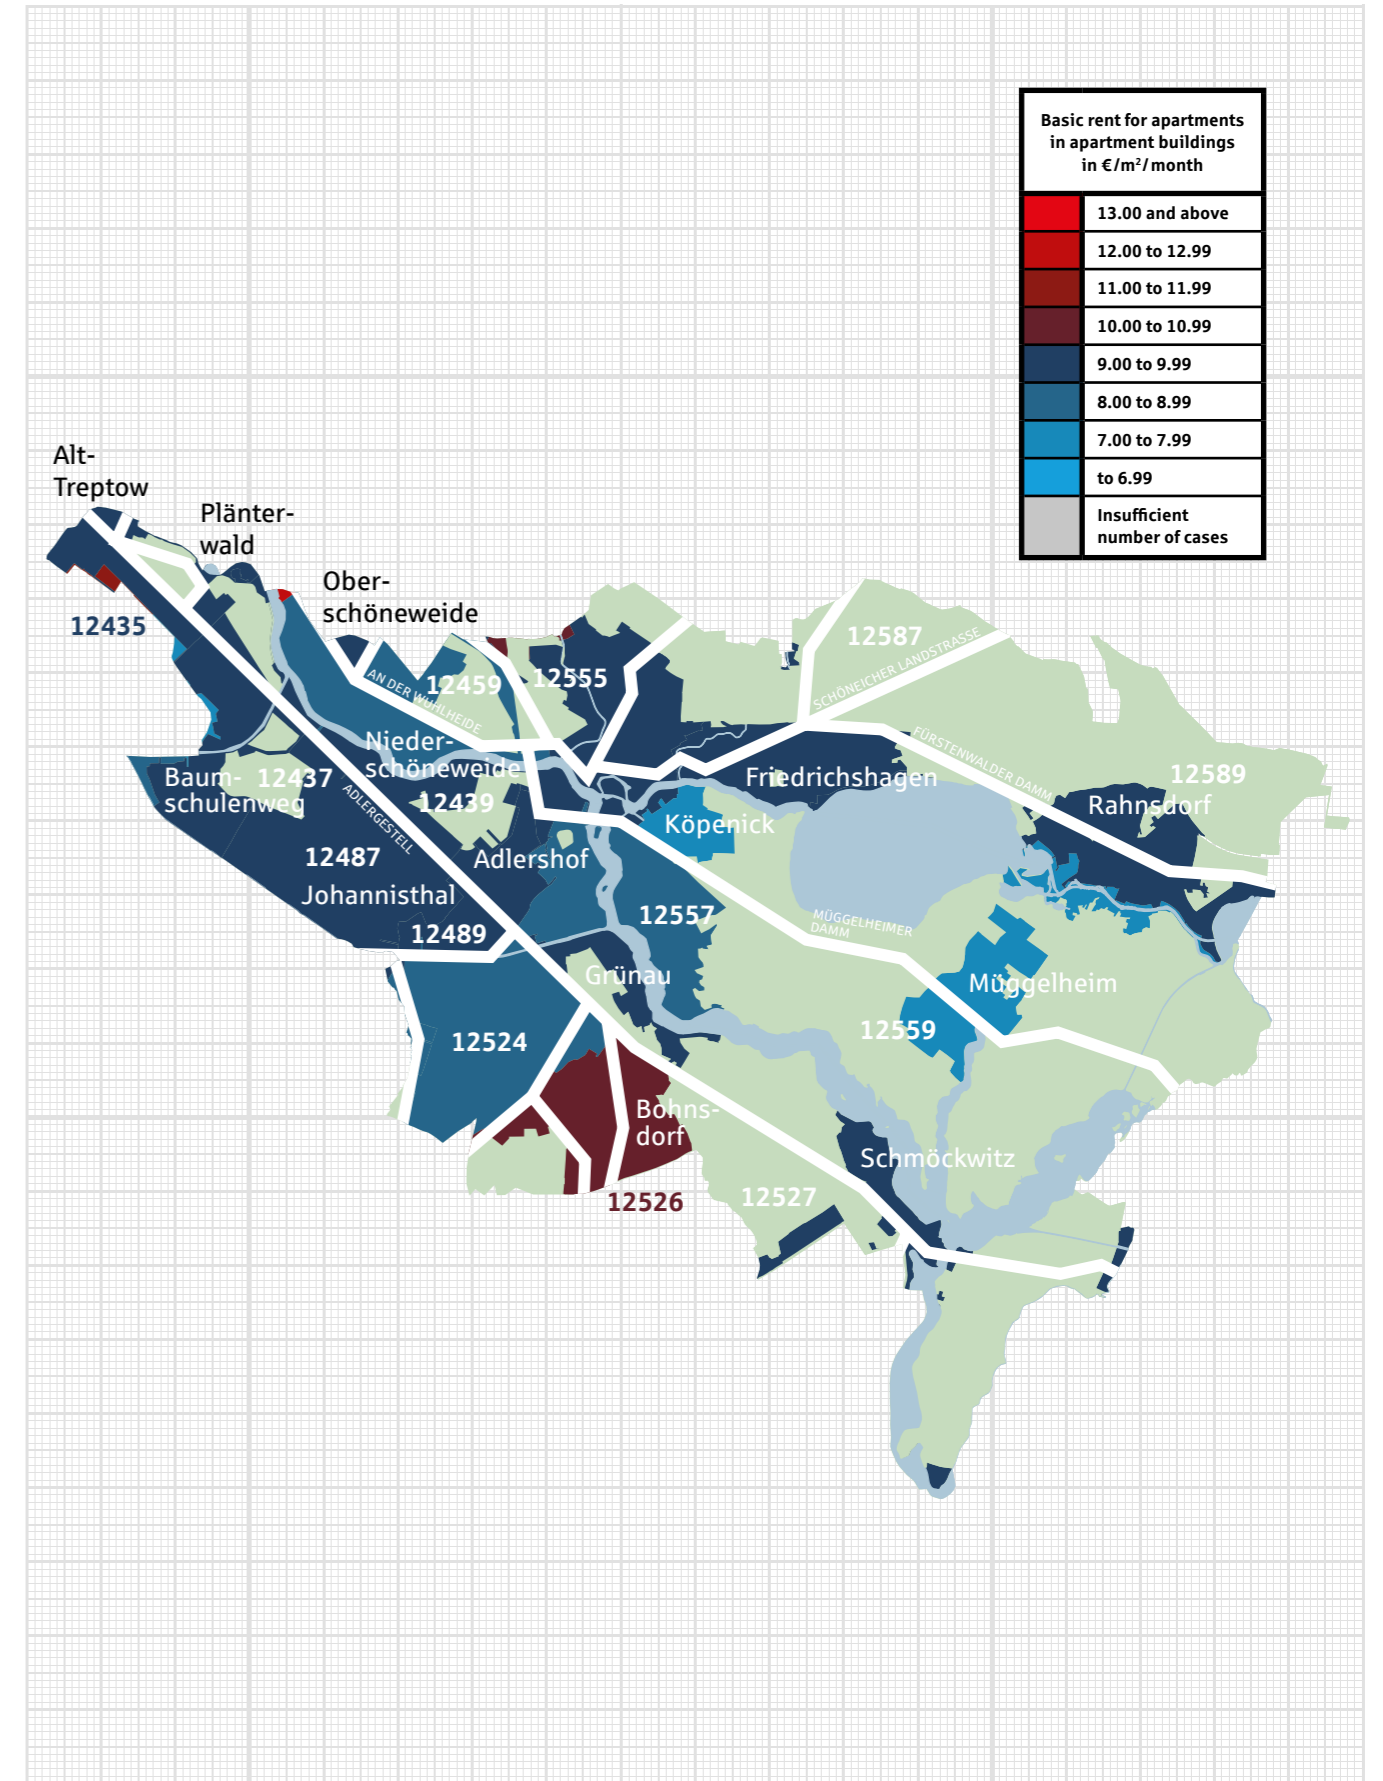 Basic rent for apartments
in apartment buildings
in €/m²/month
13.00 and above
12.00 to 12.99
11.00 to 11.99
10.00 to 10.99
9.00 to 9.99
8.00 to 8.99
7.00 to 7.99
to 6.99
Insufficient
number of cases
Alt-
Treptow
Plänter-
wald
Ober-
schöneweide
12435
12587
SCHÖNEICHER LANDSTRASSE
12555
12459
AN DER WUHLHEIDE
Nieder-
schöneweide
FÜRSTENWALDER DAMM
12589
Baum-
schulenweg
12437
Friedrichshagen
ADLERGESTELL
12439
Rahnsdorf
Köpenick
12487
Adlershof
Johannisthal
12557
MÜGGELHEIMER
DAMM
12489
Grünau
Müggelheim
12559
12524
Bohns-
dorf
Schmöckwitz
12527
12526